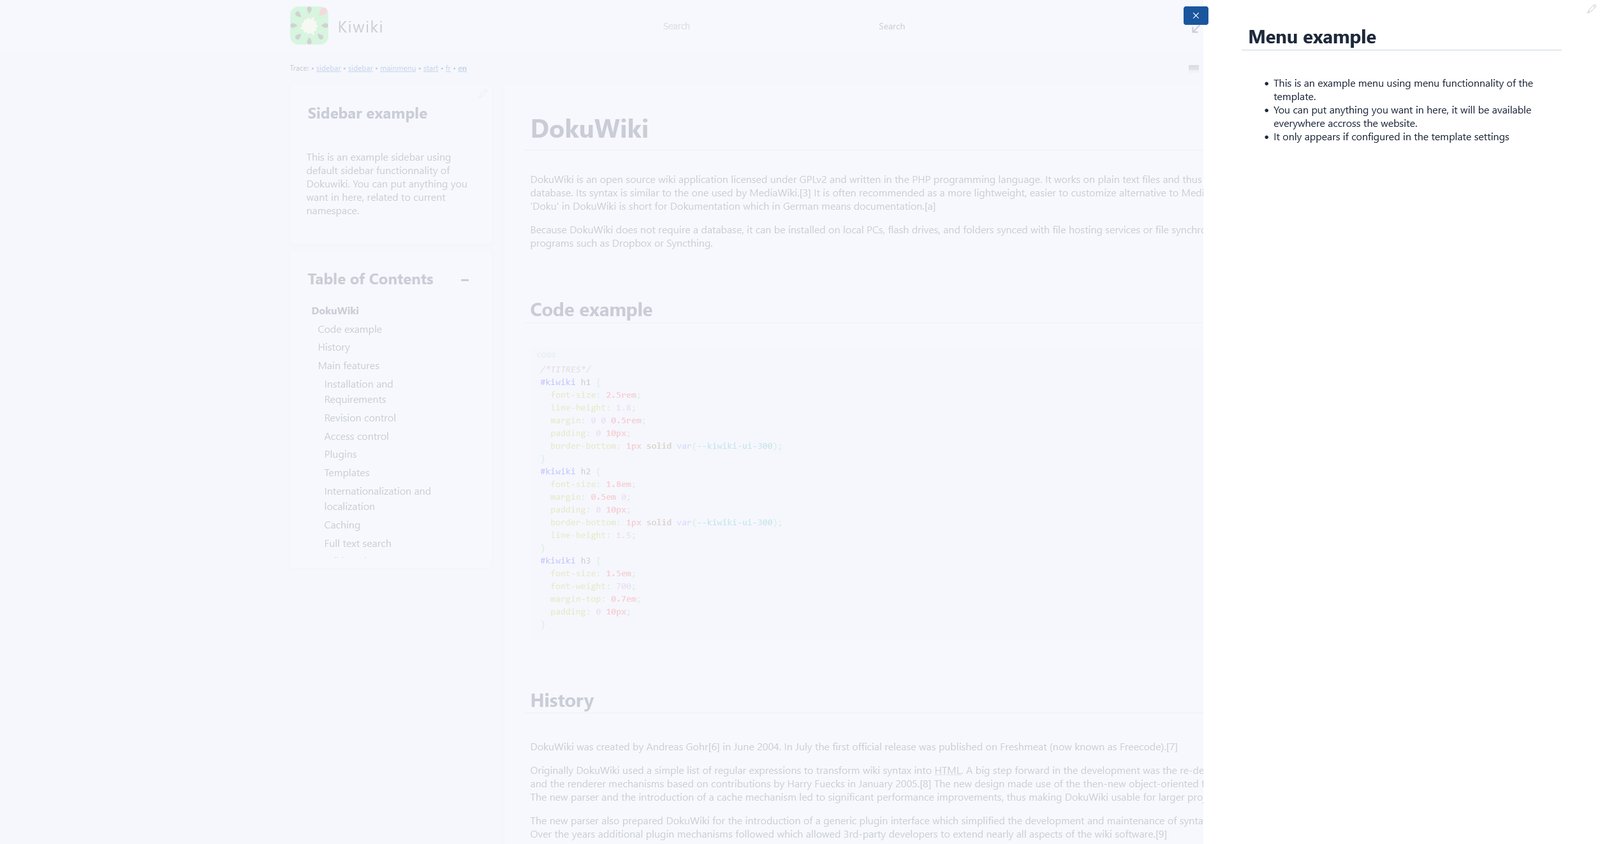 Kiwiki
Search
Search
×
Trace: • sidebar • sidebar • mainmenu • start • fr • en
Sidebar example
This is an example sidebar using
default sidebar functionnality of
Dokuwiki. You can put anything you
want in here, related to current
namespace.
Table of Contents −
DokuWiki
Code example
History
Main features
Installation and
Requirements
Revision control
Access control
Plugins
Templates
Internationalization and
localization
Caching
Full text search
DokuWiki
DokuWiki is an open source wiki application licensed under GPLv2 and written in the PHP programming language. It works on plain text files and thus
database. Its syntax is similar to the one used by MediaWiki.[3] It is often recommended as a more lightweight, easier to customize alternative to Medi
'Doku' in DokuWiki is short for Dokumentation which in German means documentation.[a]
Because DokuWiki does not require a database, it can be installed on local PCs, flash drives, and folders synced with file hosting services or file synchro
programs such as Dropbox or Syncthing.
Code example
CODE
/*TITRES*/
#kiwiki h1 {
font-size: 2.5rem;
line-height: 1.8;
margin: 0 0 0.5rem;
padding: 0 10px;
border-bottom: 1px solid var(--kiwiki-ui-300);
}
#kiwiki h2 {
font-size: 1.8em;
margin: 0.5em 0;
padding: 0 10px;
border-bottom: 1px solid var(--kiwiki-ui-300);
line-height: 1.5;
}
#kiwiki h3 {
font-size: 1.5em;
font-weight: 700;
margin-top: 0.7em;
padding: 0 10px;
}
History
DokuWiki was created by Andreas Gohr[6] in June 2004. In July the first official release was published on Freshmeat (now known as Freecode).[7]
Originally DokuWiki used a simple list of regular expressions to transform wiki syntax into HTML. A big step forward in the development was the re-de
and the renderer mechanisms based on contributions by Harry Fuecks in January 2005.[8] The new design made use of the then-new object-oriented
The new parser and the introduction of a cache mechanism led to significant performance improvements, thus making DokuWiki usable for larger pro
The new parser also prepared DokuWiki for the introduction of a generic plugin interface which simplified the development and maintenance of synta
Over the years additional plugin mechanisms followed which allowed 3rd-party developers to extend nearly all aspects of the wiki software.[9]
Menu example
• This is an example menu using menu functionnality of the
template.
• You can put anything you want in here, it will be available
everywhere accross the website.
• It only appears if configured in the template settings